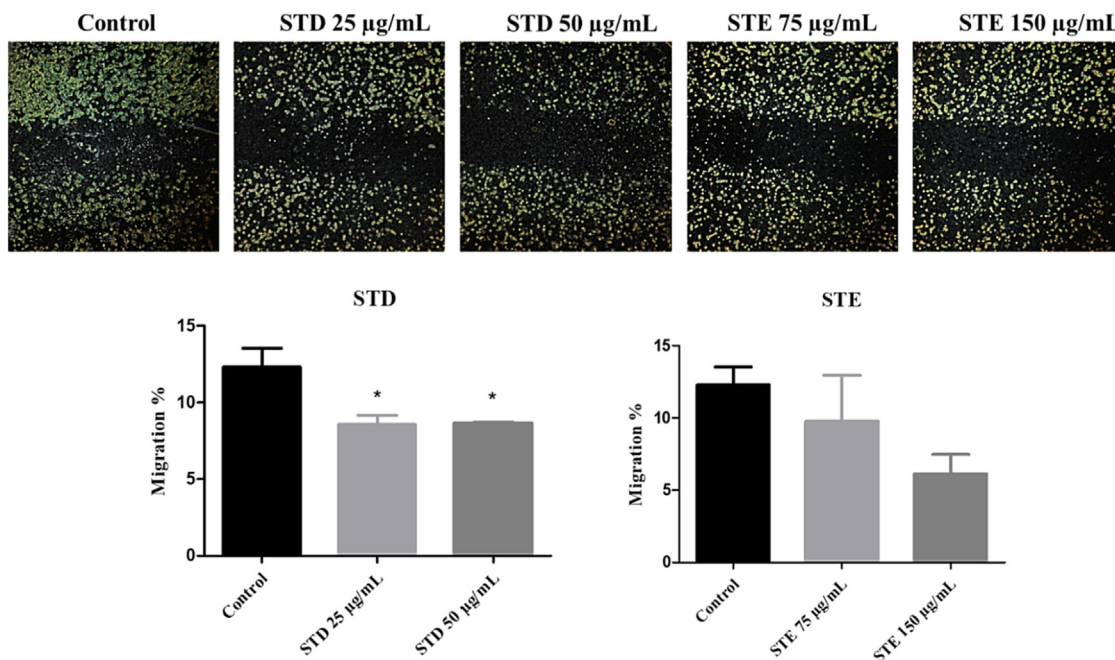 Control STD 25 µg/mL STD 50 µg/mL STE 75 µg/mL STE 150 µg/mL
STD
Migration %
15
10
5
0
* *
Control STD 25 µg/mL STD 50 µg/mL
STE
Migration %
15
10
5
0
Control STE 75 µg/mL STE 150 µg/mL